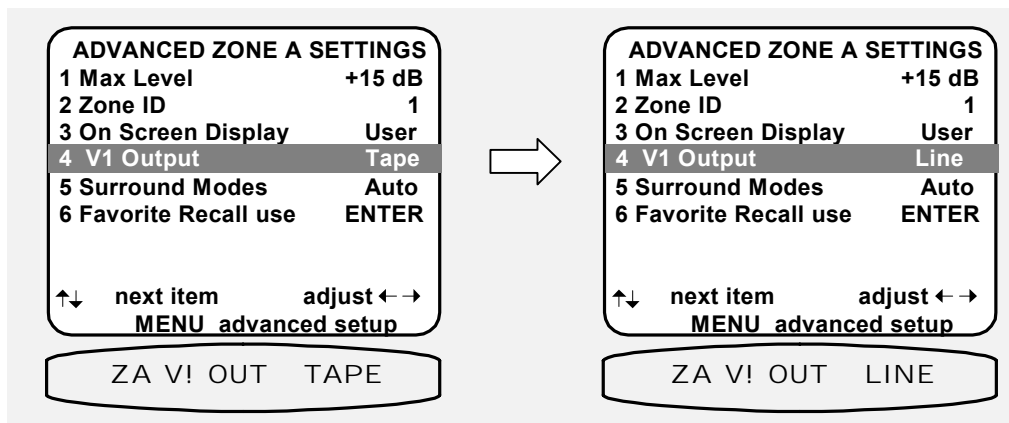 ADVANCED ZONE A SETTINGS
1 Max Level +15 dB
2 Zone ID 1
3 On Screen Display User
4 V1 Output Tape
5 Surround Modes Auto
6 Favorite Recall use ENTER
↑↓ next item adjust ←→
MENU advanced setup
ZA V! OUT TAPE
ADVANCED ZONE A SETTINGS
1 Max Level +15 dB
2 Zone ID 1
3 On Screen Display User
4 V1 Output Line
5 Surround Modes Auto
6 Favorite Recall use ENTER
↑↓ next item adjust ←→
MENU advanced setup
ZA V! OUT LINE